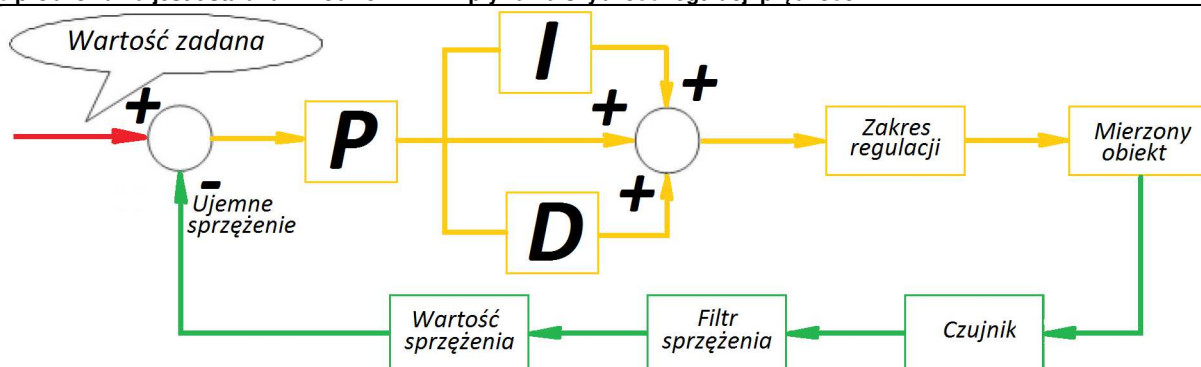 Wartość zadana
+
I
+
+
P
Zakres
regulacji
Mierzony
obiekt
-
Ujemne
sprzężenie
+
D
Wartość
sprzężenia
Filtr
sprzężenia
Czujnik